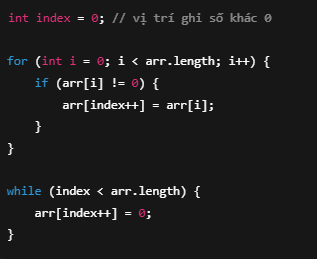 int index = 0; // vị trí ghi số khác 0
for (int i = 0; i < arr.length; i++) {
    if (arr[i] != 0) {
        arr[index++] = arr[i];
    }
}
while (index < arr.length) {
    arr[index++] = 0;
}